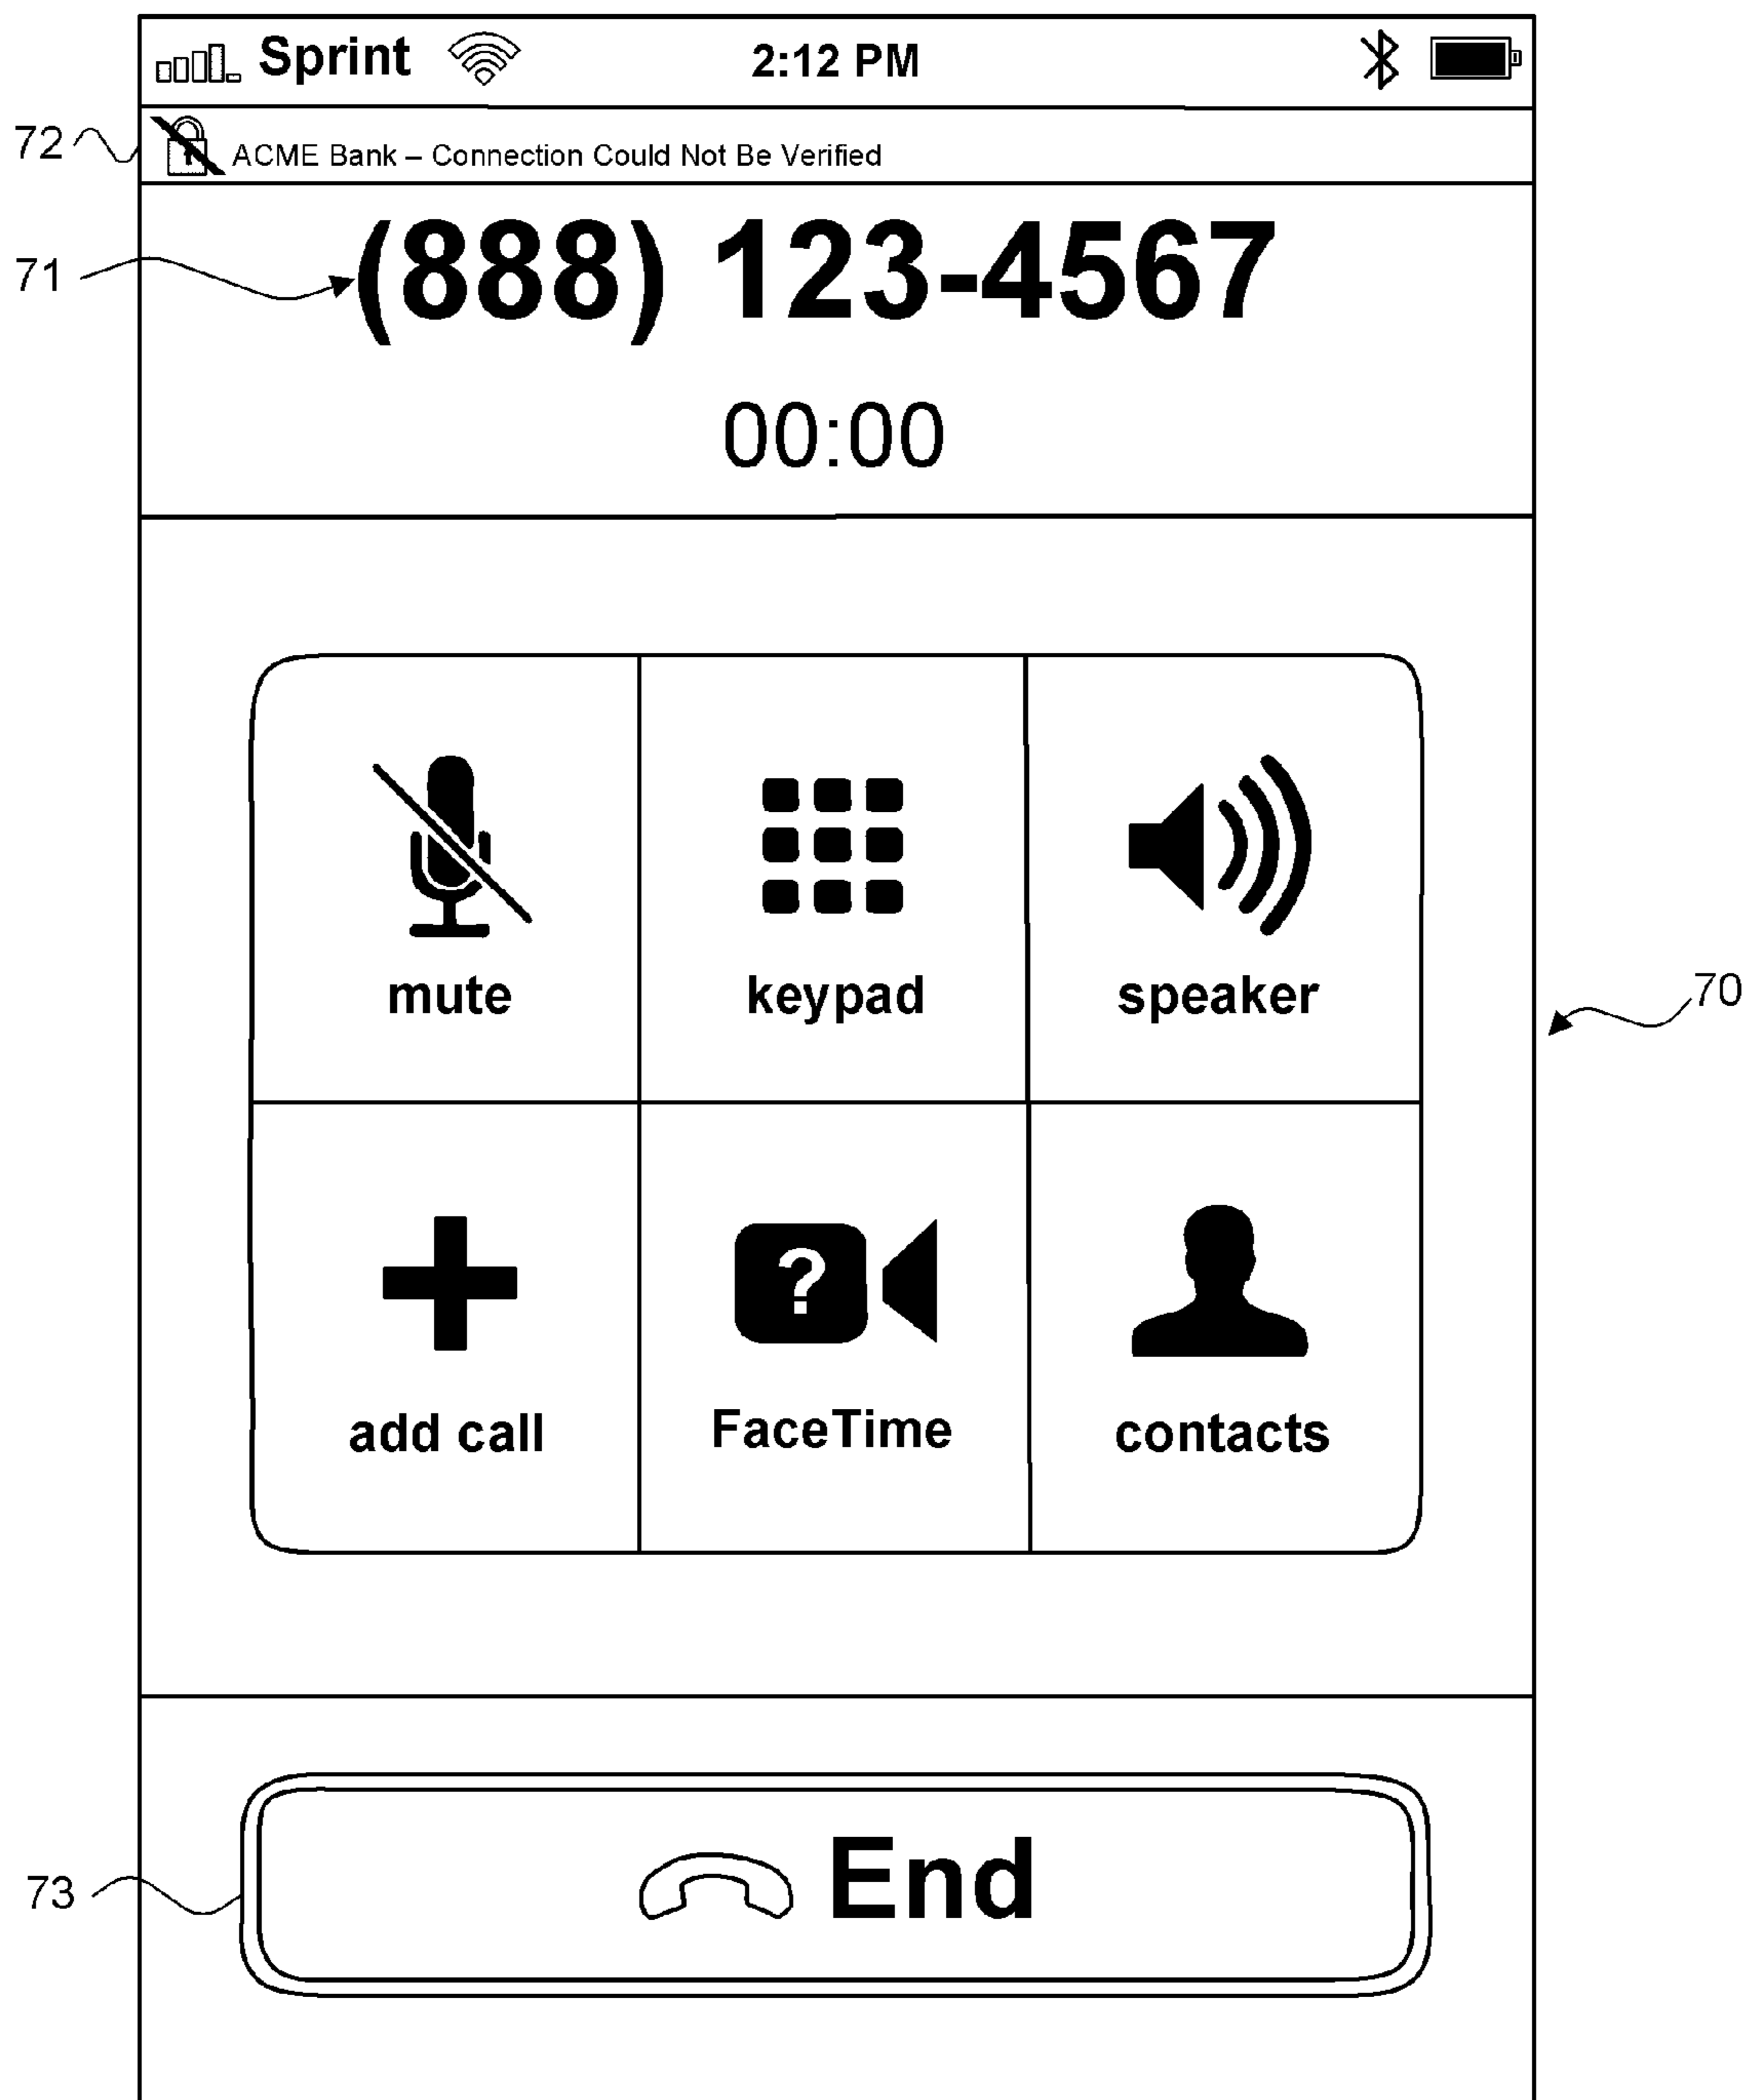 Sprint 2:12 PM
72
ACME Bank – Connection Could Not Be Verified
71
(888) 123-4567
00:00
mute keypad speaker
70
?
add call FaceTime contacts
73
End